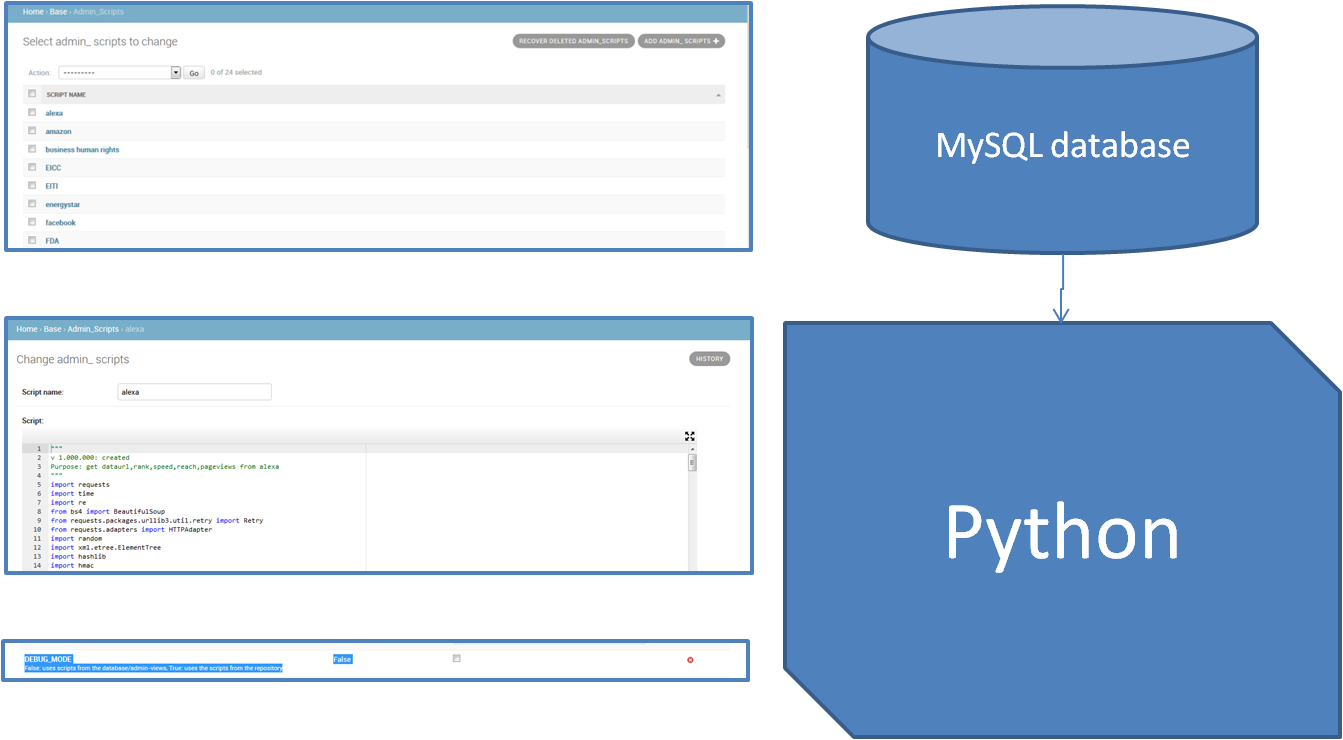 Home › Base › Admin_Scripts
Select admin_ scripts to change
RECOVER DELETED ADMIN_SCRIPTS
ADD ADMIN_ SCRIPTS +
Action: --------- Go 0 of 24 selected
SCRIPT NAME
alexa
amazon
business human rights
EICC
EITI
energystar
facebook
FDA
MySQL database
Home › Base › Admin_Scripts › alexa
Change admin_ scripts
HISTORY
Script name: alexa
Script:
1 """
2 v 1.000.000: created
3 Purpose: get dataurl,rank,speed,reach,pageviews from alexa
4 """
5 import requests
6 import time
7 import re
8 from bs4 import BeautifulSoup
9 from requests.packages.urllib3.util.retry import Retry
10 from requests.adapters import HTTPAdapter
11 import random
12 import xml.etree.ElementTree
13 import hashlib
14 import hmac
Python
DEBUG_MODE False
False: uses scripts from the database/admin-views, True: uses the scripts from the repository